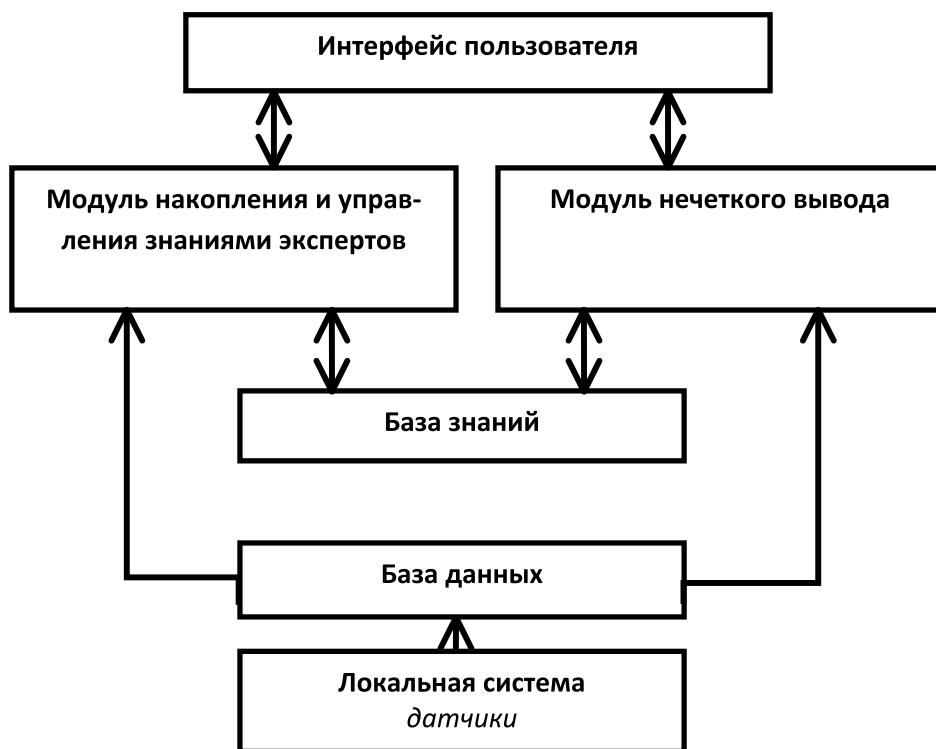 Интерфейс пользователя
Модуль накопления и управ-
ления знаниями экспертов
Модуль нечеткого вывода
База знаний
База данных
Локальная система
датчики